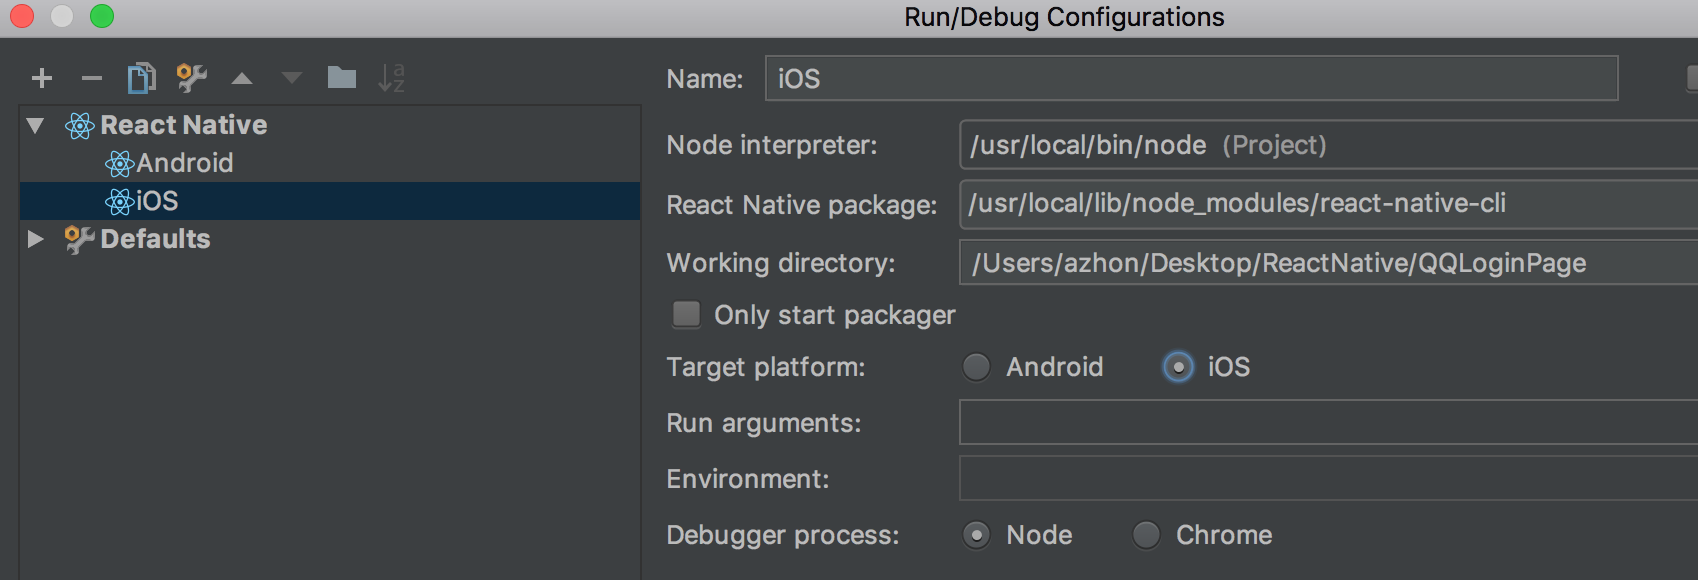 Run/Debug Configurations
React Native
Android
iOS
Defaults
Name: iOS
Node interpreter: /usr/local/bin/node (Project)
React Native package: /usr/local/lib/node_modules/react-native-cli
Working directory: /Users/azhon/Desktop/ReactNative/QQLoginPage
Only start packager
Target platform: Android iOS
Run arguments:
Environment:
Debugger process: Node Chrome